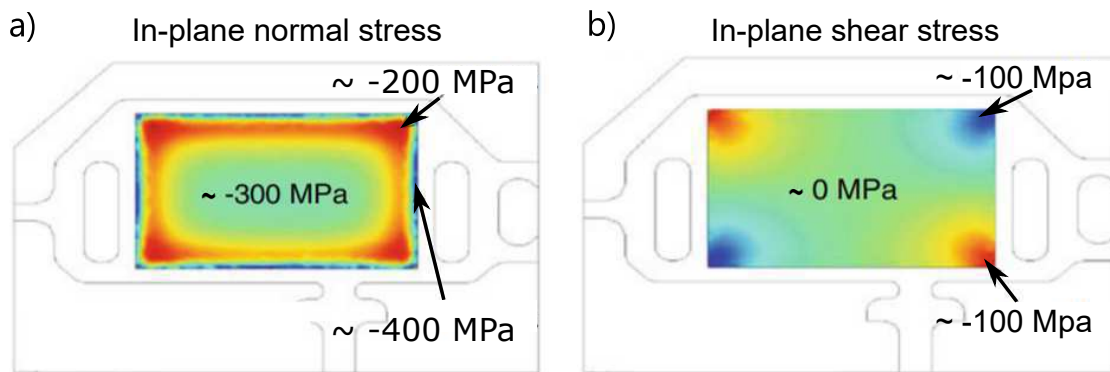 a)
In-plane normal stress
~ -200 MPa
~ -300 MPa
~ -400 MPa
b)
In-plane shear stress
~ -100 Mpa
~ 0 MPa
~ -100 Mpa